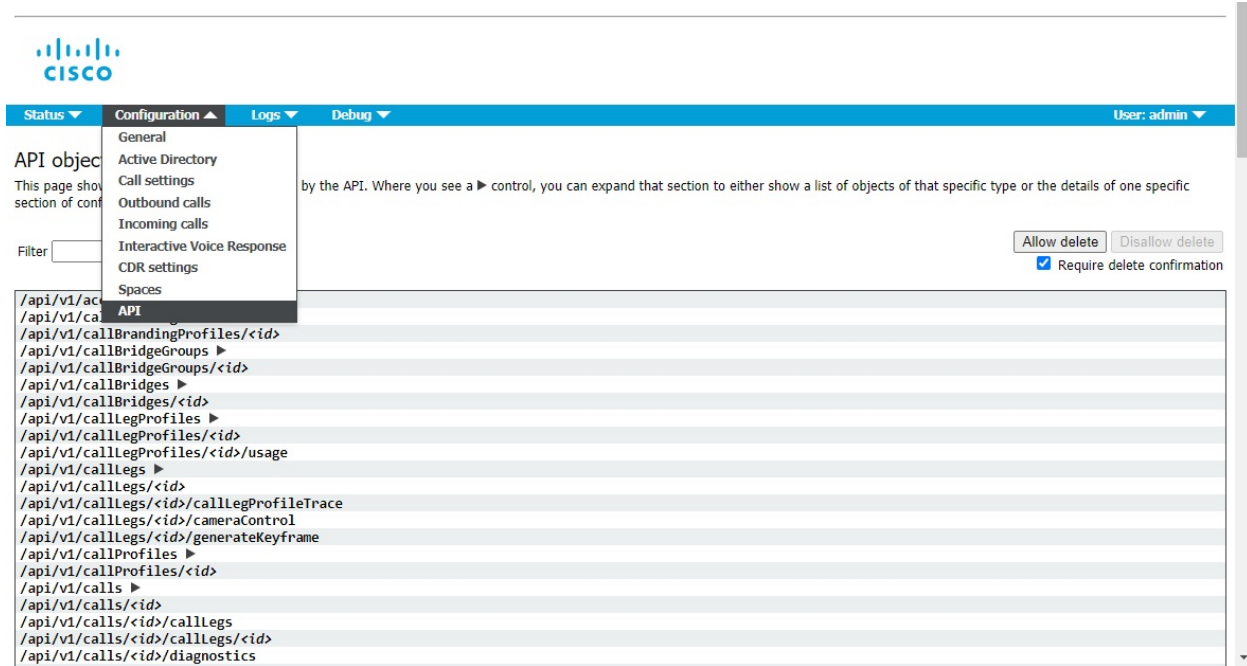 CISCO
Status Configuration Logs Debug User: admin
General
API objec Active Directory
Call settings
This page show by the API. Where you see a ▶ control, you can expand that section to either show a list of objects of that specific type or the details of one specific
section of conf Outbound calls
Incoming calls
Interactive Voice Response
Filter
Allow delete Disallow delete
CDR settings
Require delete confirmation
Spaces
API
/api/v1/acc
/api/v1/cal
/api/v1/callBrandingProfiles/<id>
/api/v1/callBridgeGroups ▶
/api/v1/callBridgeGroups/<id>
/api/v1/callBridges ▶
/api/v1/callBridges/<id>
/api/v1/callLegProfiles ▶
/api/v1/callLegProfiles/<id>
/api/v1/callLegProfiles/<id>/usage
/api/v1/callLegs ▶
/api/v1/callLegs/<id>
/api/v1/callLegs/<id>/callLegProfileTrace
/api/v1/callLegs/<id>/cameraControl
/api/v1/callLegs/<id>/generateKeyframe
/api/v1/callProfiles ▶
/api/v1/callProfiles/<id>
/api/v1/calls ▶
/api/v1/calls/<id>
/api/v1/calls/<id>/callLegs
/api/v1/calls/<id>/callLegs/<id>
/api/v1/calls/<id>/diagnostics